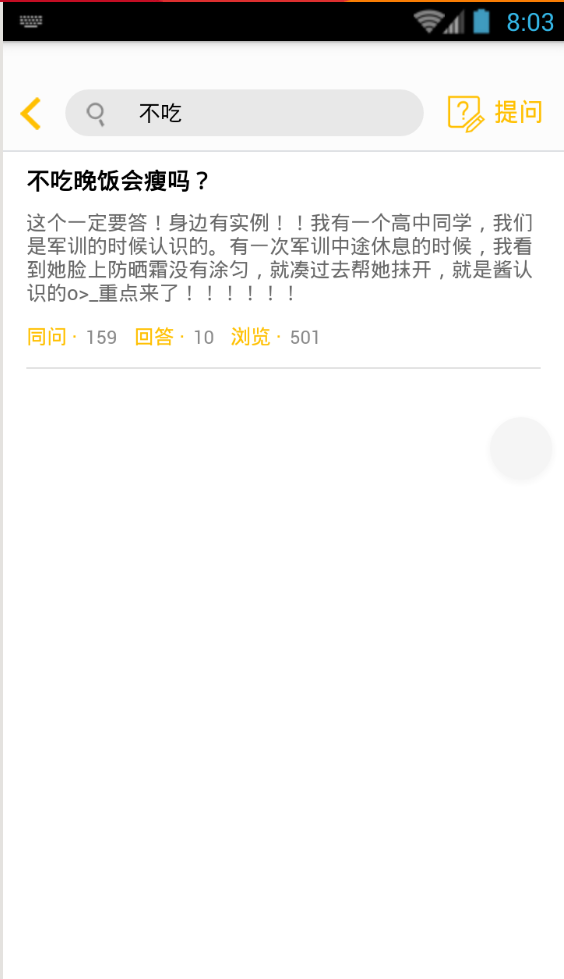 8:03
不吃
提问
不吃晚饭会瘦吗？
这个一定要答！身边有实例！！我有一个高中同学，我们
是军训的时候认识的。有一次军训中途休息的时候，我看
到她脸上防晒霜没有涂匀，就凑过去帮她抹开，就是酱认
识的o>_重点来了！！！！！！
同问 · 159 回答 · 10 浏览 · 501